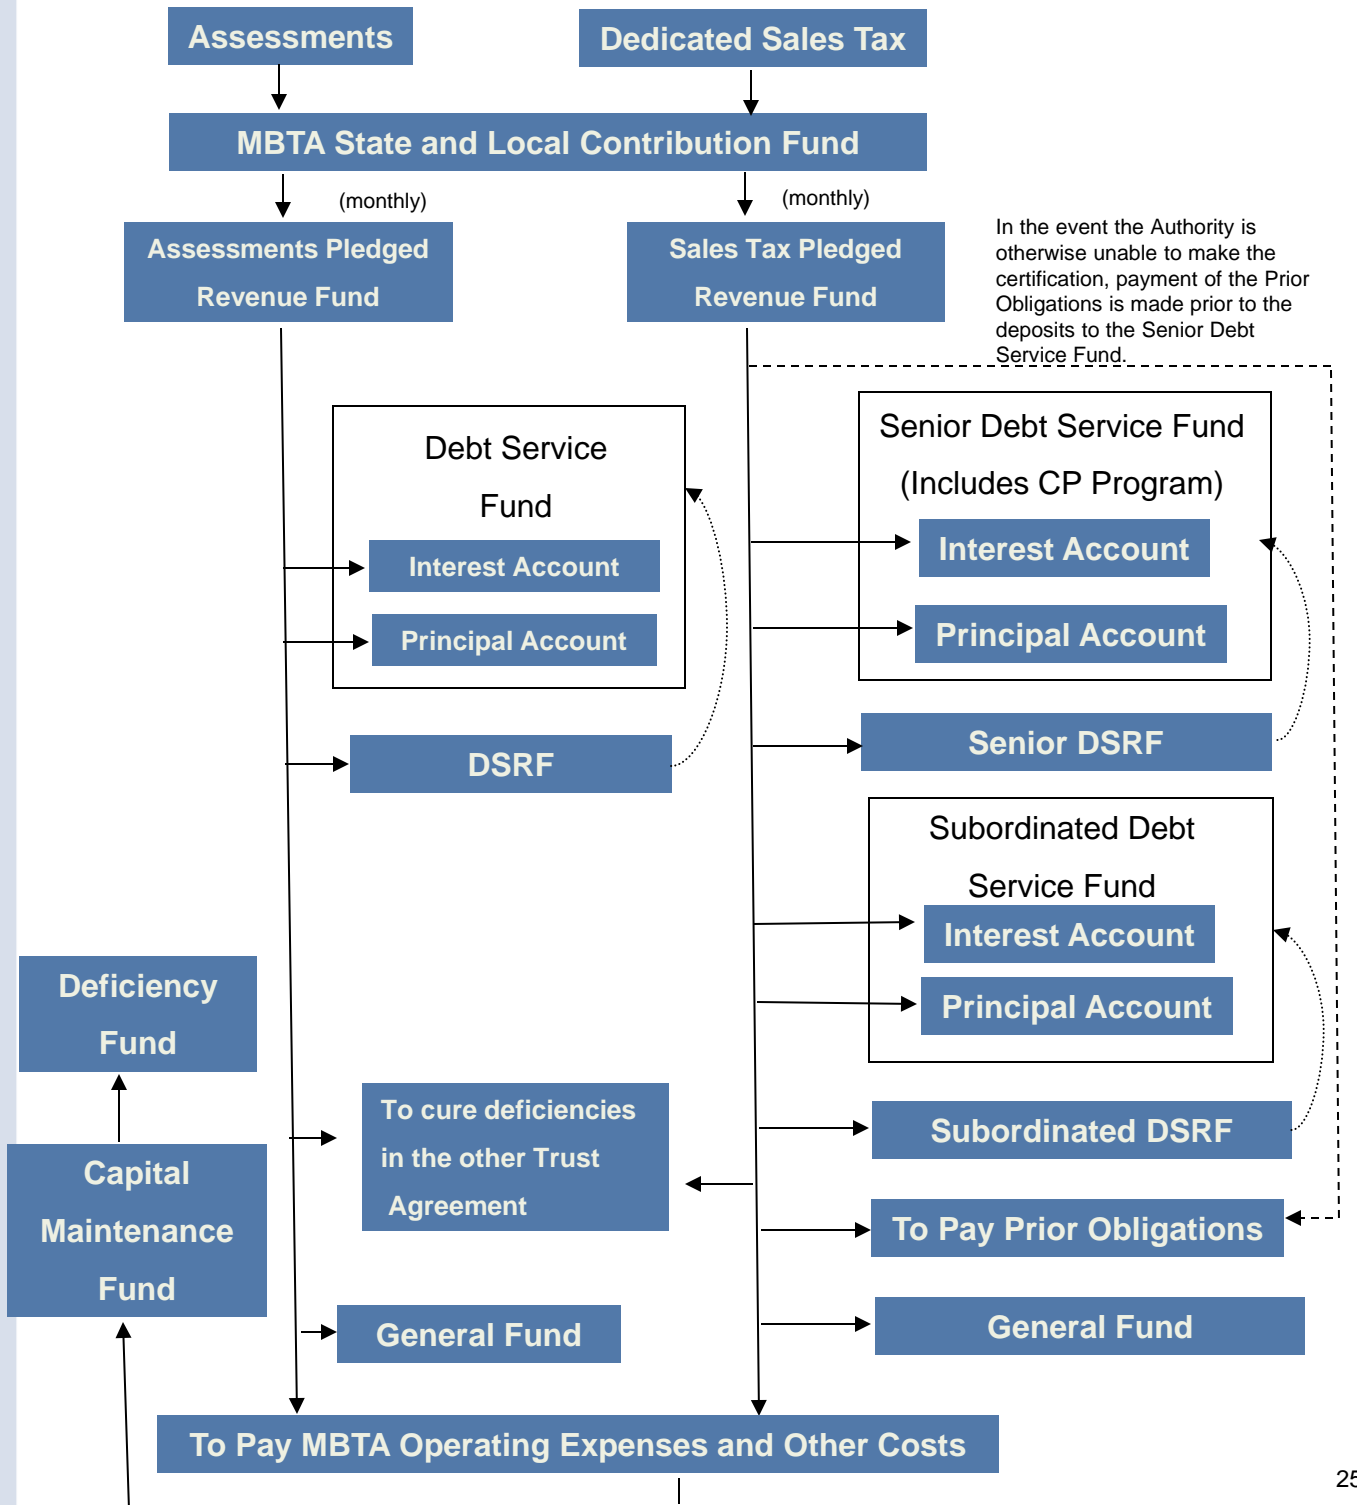 Assessments
Dedicated Sales Tax
MBTA State and Local Contribution Fund
(monthly)
(monthly)
Assessments Pledged
Revenue Fund
Sales Tax Pledged
Revenue Fund
In the event the Authority is
otherwise unable to make the
certification, payment of the Prior
Obligations is made prior to the
deposits to the Senior Debt
Service Fund.
Debt Service
Fund
Interest Account
Principal Account
DSRF
Senior Debt Service Fund
(Includes CP Program)
Interest Account
Principal Account
Senior DSRF
Subordinated Debt
Service Fund
Interest Account
Principal Account
Deficiency
Fund
Capital
Maintenance
Fund
To cure deficiencies
in the other Trust
Agreement
Subordinated DSRF
To Pay Prior Obligations
General Fund
General Fund
To Pay MBTA Operating Expenses and Other Costs
25